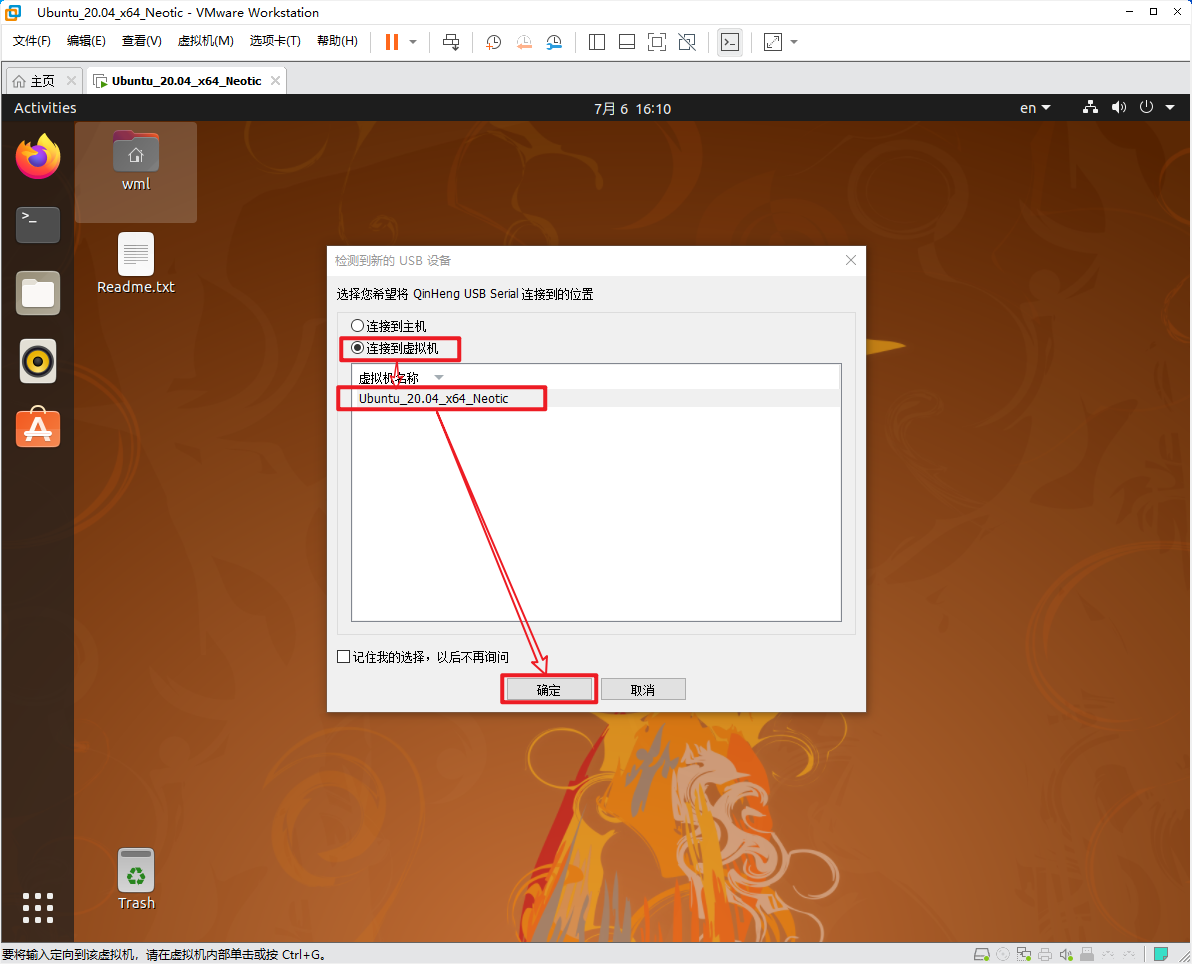 Ubuntu_20.04_x64_Neotic - VMware Workstation
文件(F) 编辑(E) 查看(V) 虚拟机(M) 选项卡(T) 帮助(H)
主页 Ubuntu_20.04_x64_Neotic
Activities 7月 6 16:10 en
wml
Readme.txt
检测到新的 USB 设备
选择您希望将 QinHeng USB Serial 连接到的位置
连接到主机
连接到虚拟机
虚拟机名称
Ubuntu_20.04_x64_Neotic
记住我的选择，以后不再询问
确定 取消
Trash
要将输入定向到该虚拟机，请在虚拟机内部单击或按 Ctrl+G。